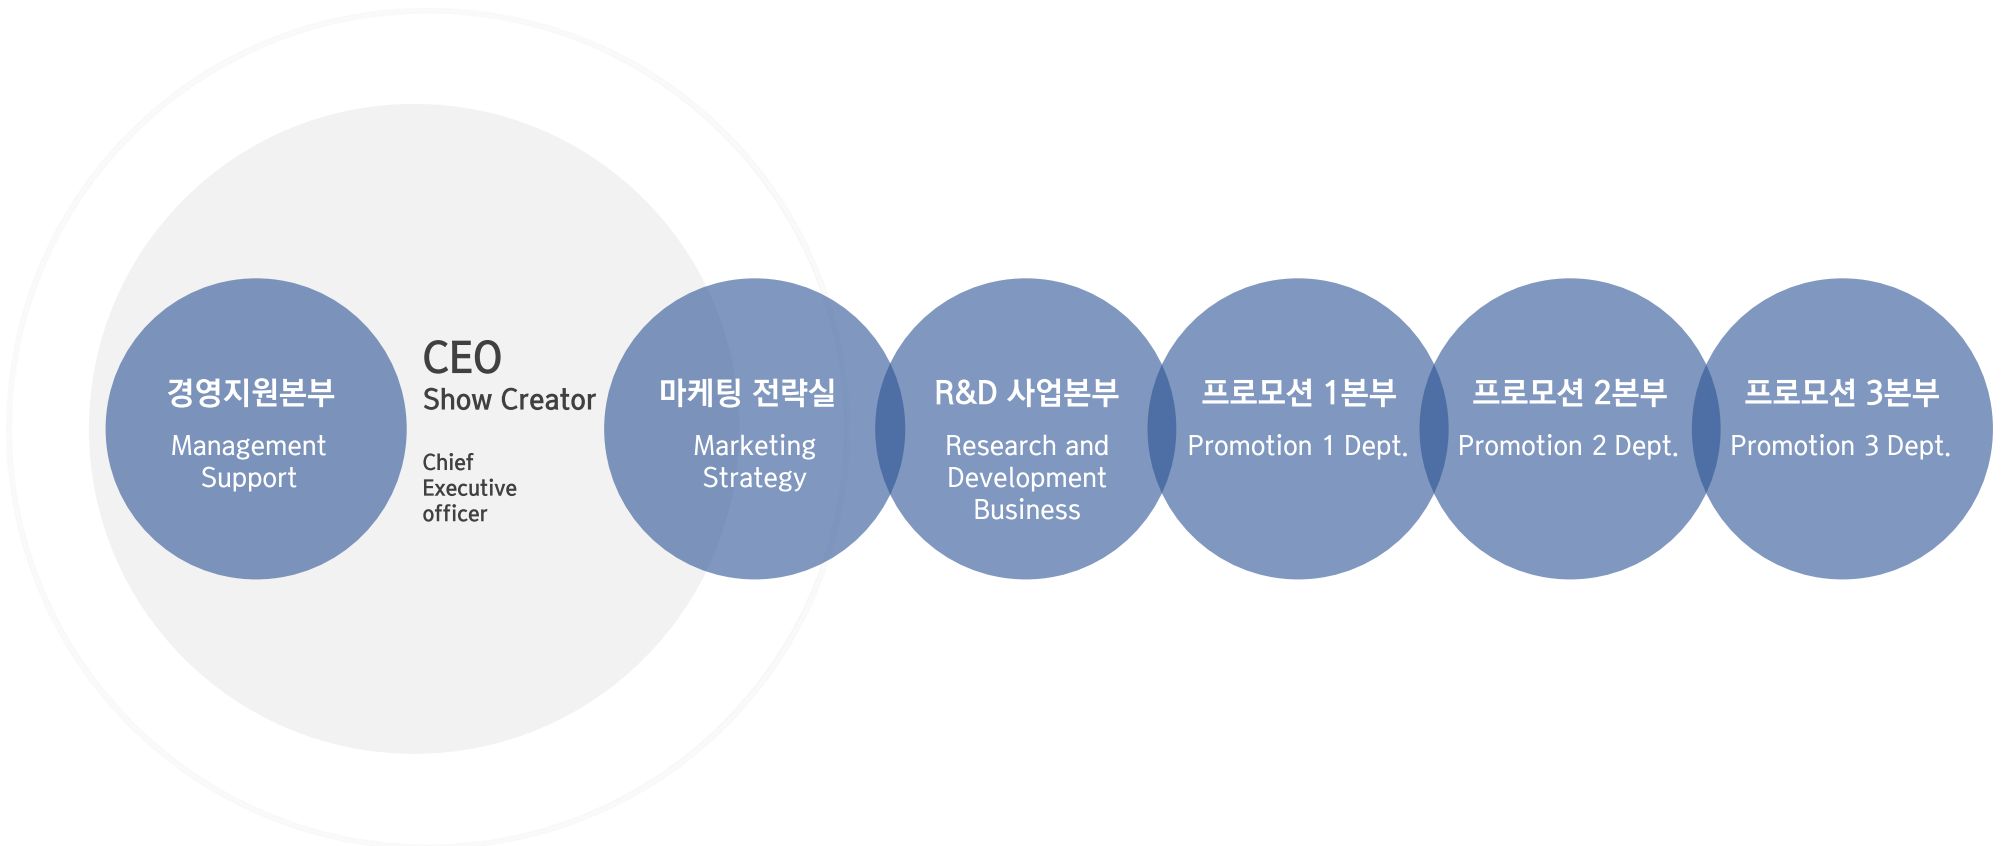 경영지원본부
Management
Support
CEO
Show Creator
Chief
Executive
officer
마케팅 전략실
Marketing
Strategy
R&D 사업본부
Research and
Development
Business
프로모션 1본부
Promotion 1 Dept.
프로모션 2본부
Promotion 2 Dept.
프로모션 3본부
Promotion 3 Dept.